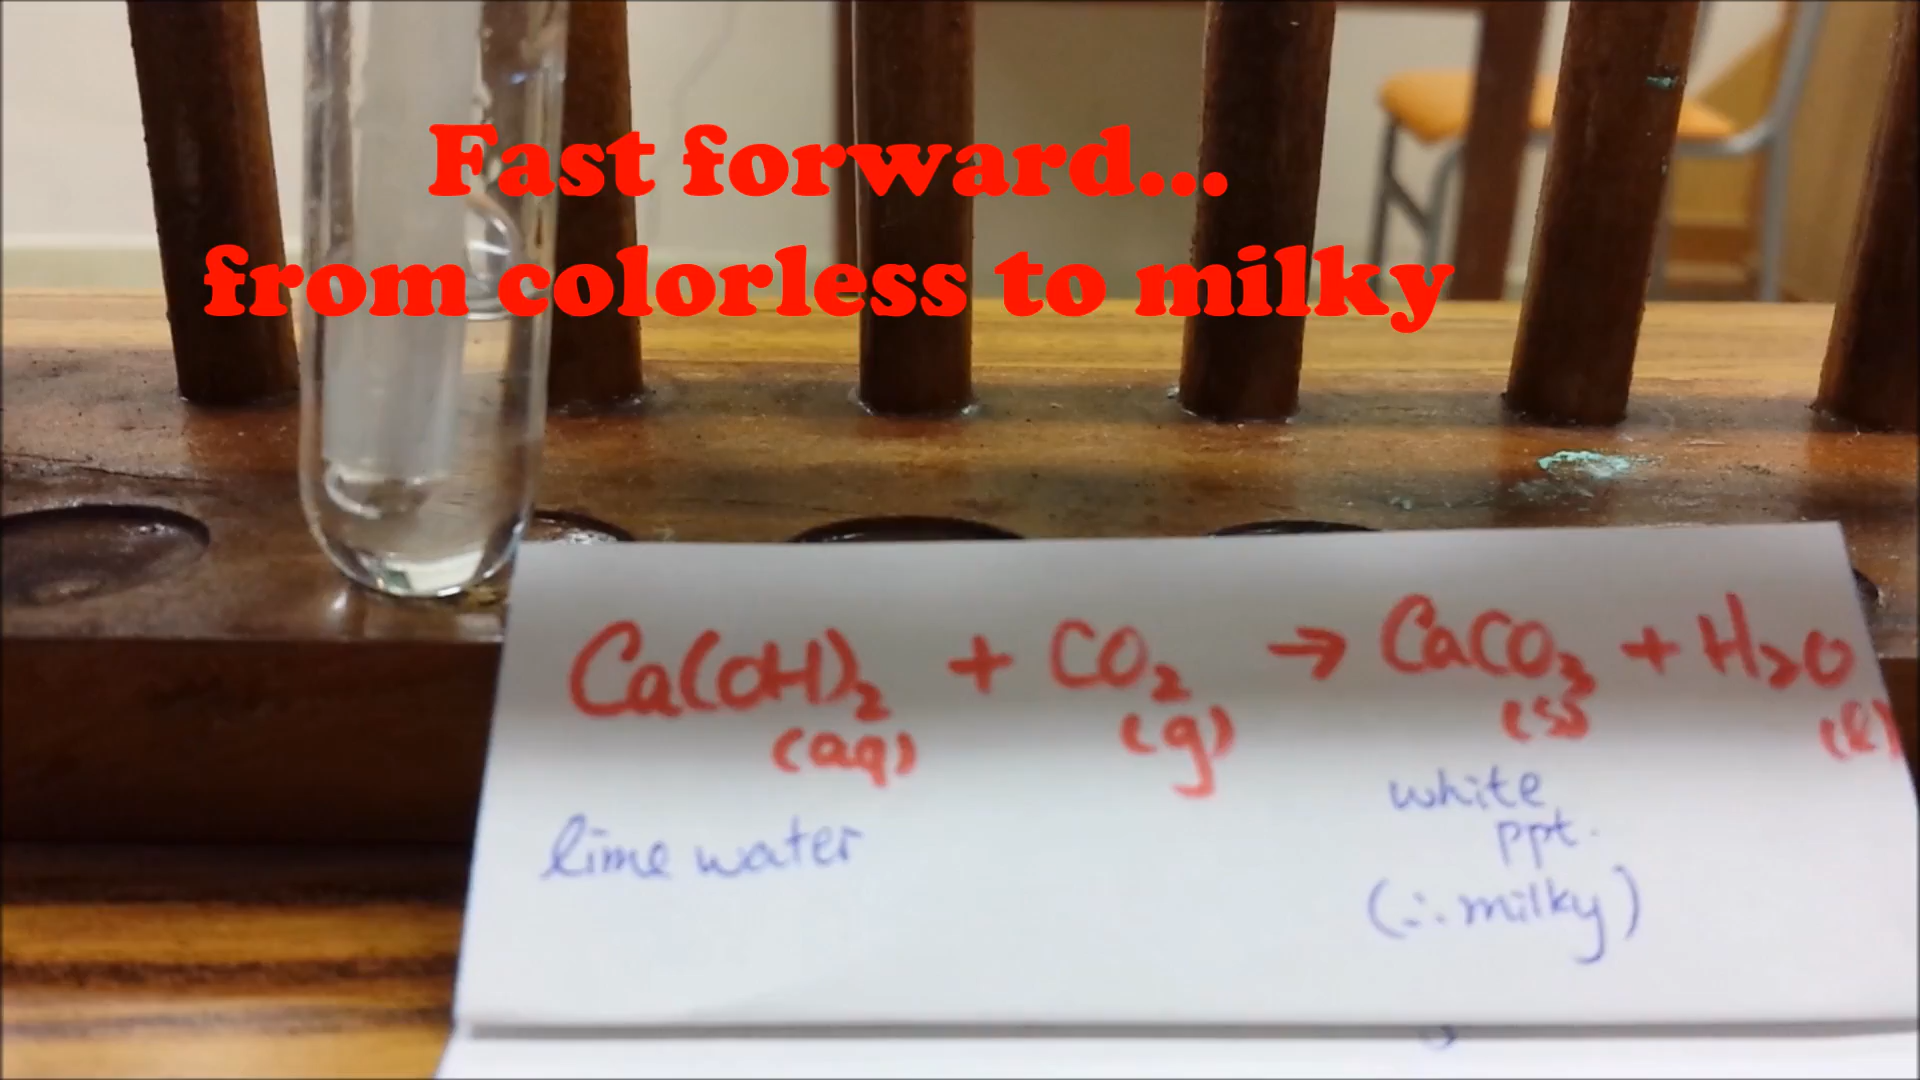 Fast forward...
from colorless to milky
Ca(OH)₂ + CO₂ → CaCO₃ + H₂O
(aq) (g) (s) (l)
lime water
white
ppt.
(∴ milky)